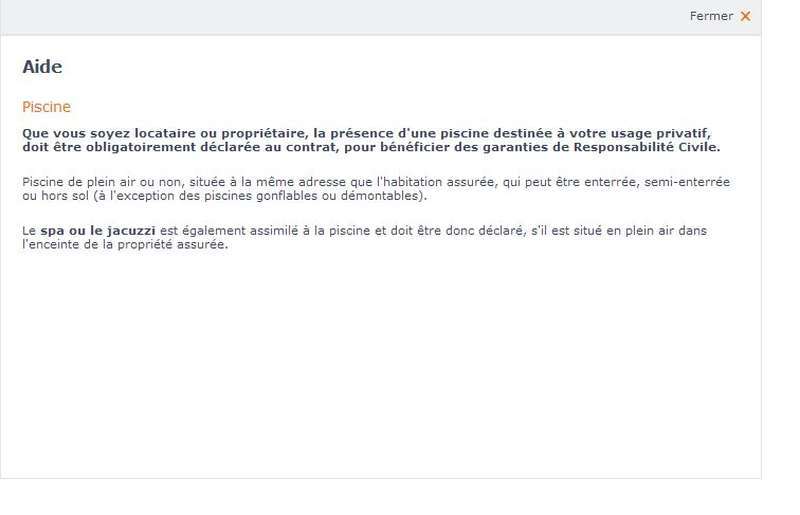 Fermer
Aide
Piscine
Que vous soyez locataire ou propriétaire, la présence d'une piscine destinée à votre usage privatif,
doit être obligatoirement déclarée au contrat, pour bénéficier des garanties de Responsabilité Civile.
Piscine de plein air ou non, située à la même adresse que l'habitation assurée, qui peut être enterrée, semi-enterrée
ou hors sol (à l'exception des piscines gonflables ou démontables).
Le spa ou le jacuzzi est également assimilé à la piscine et doit être donc déclaré, s'il est situé en plein air dans
l'enceinte de la propriété assurée.